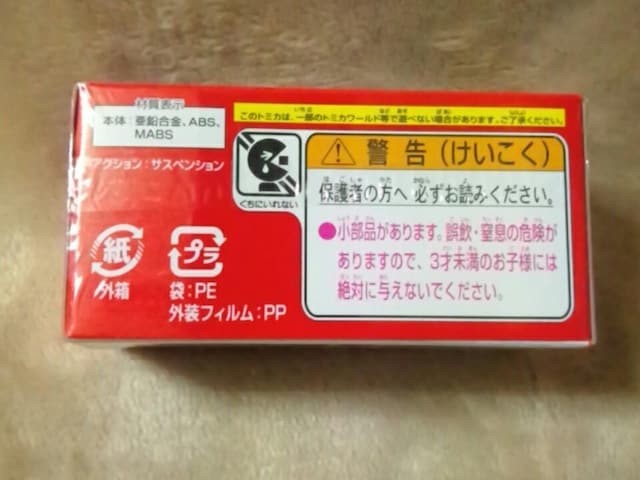 材質表示
本体：亜鉛合金、ABS、
MABS
アクション：サスペンション
紙
外箱
プラ
袋：PE
外装フィルム：PP
くちにいれない
このトミカは、一部のトミカワールド等で遊べない場合があります。ご了承ください。
警告（けいこく）
保護者の方へ 必ずお読みください。
●小部品があります。誤飲・窒息の危険が
ありますので、3才未満のお子様には
絶対に与えないでください。